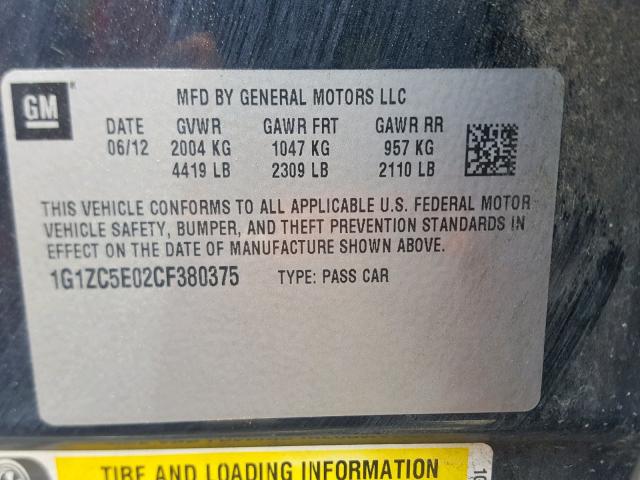 GM
MFD BY GENERAL MOTORS LLC
DATE GVWR GAWR FRT GAWR RR
06/12 2004 KG 1047 KG 957 KG
4419 LB 2309 LB 2110 LB
THIS VEHICLE CONFORMS TO ALL APPLICABLE U.S. FEDERAL MOTOR
VEHICLE SAFETY, BUMPER, AND THEFT PREVENTION STANDARDS IN
EFFECT ON THE DATE OF MANUFACTURE SHOWN ABOVE.
1G1ZC5E02CF380375 TYPE: PASS CAR
TIRE AND LOADING INFORMATION